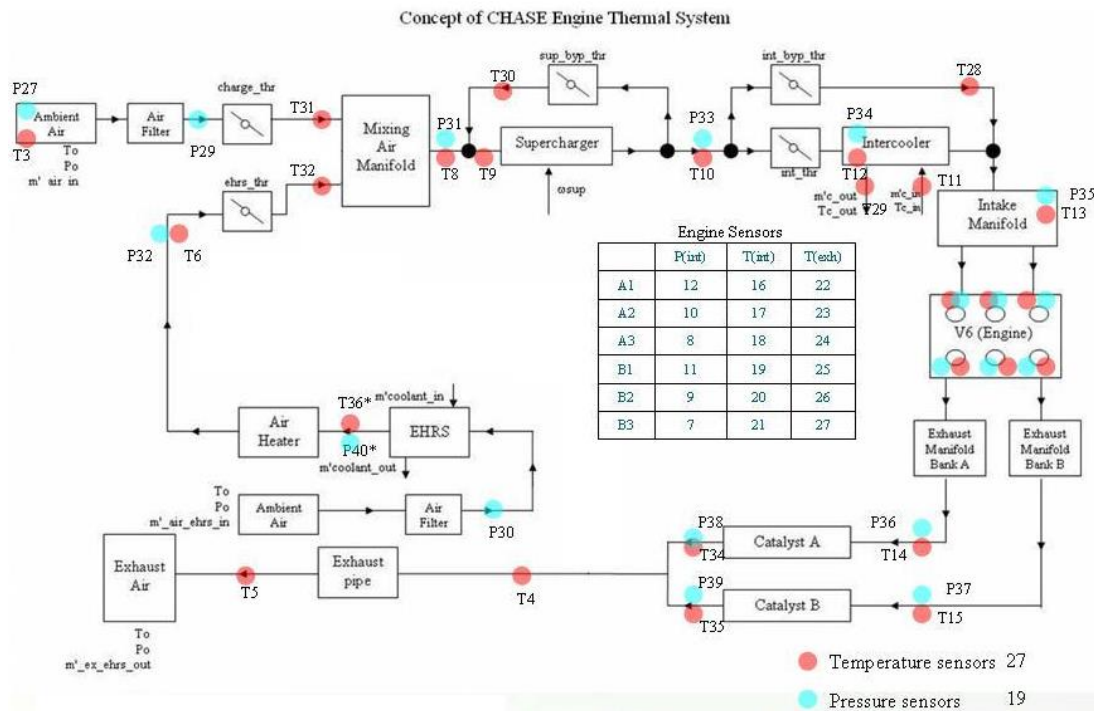 Concept of CHASE Engine Thermal System
P27
Ambient
Air
T3
To
Po
m'_air_in
Air
Filter
P29
charge_thr
T31
ehrs_thr
T32
P32
T6
Mixing
Air
Manifold
P31
T8
T9
T30
sup_byp_thr
Supercharger
ωsup
P33
T10
int_byp_thr
T28
int_thr
P34
Intercooler
T12
T11
m'c_out
Tc_out
T29
m'c_in
Tc_in
P35
T13
Intake
Manifold
V6 (Engine)
Engine Sensors
P(int) T(int) T(exh)
A1 12 16 22
A2 10 17 23
A3 8 18 24
B1 11 19 25
B2 9 20 26
B3 7 21 27
Exhaust
Manifold
Bank A
Exhaust
Manifold
Bank B
Air
Heater
T36*
P40*
m'coolant_in
EHRS
m'coolant_out
To
Po
m'_air_ehrs_in
Ambient
Air
Air
Filter
P30
P36
T14
Catalyst A
P38
T34
P37
T15
Catalyst B
P39
T35
T4
Exhaust
pipe
T5
Exhaust
Air
To
Po
m'_ex_ehrs_out
Temperature sensors 27
Pressure sensors 19